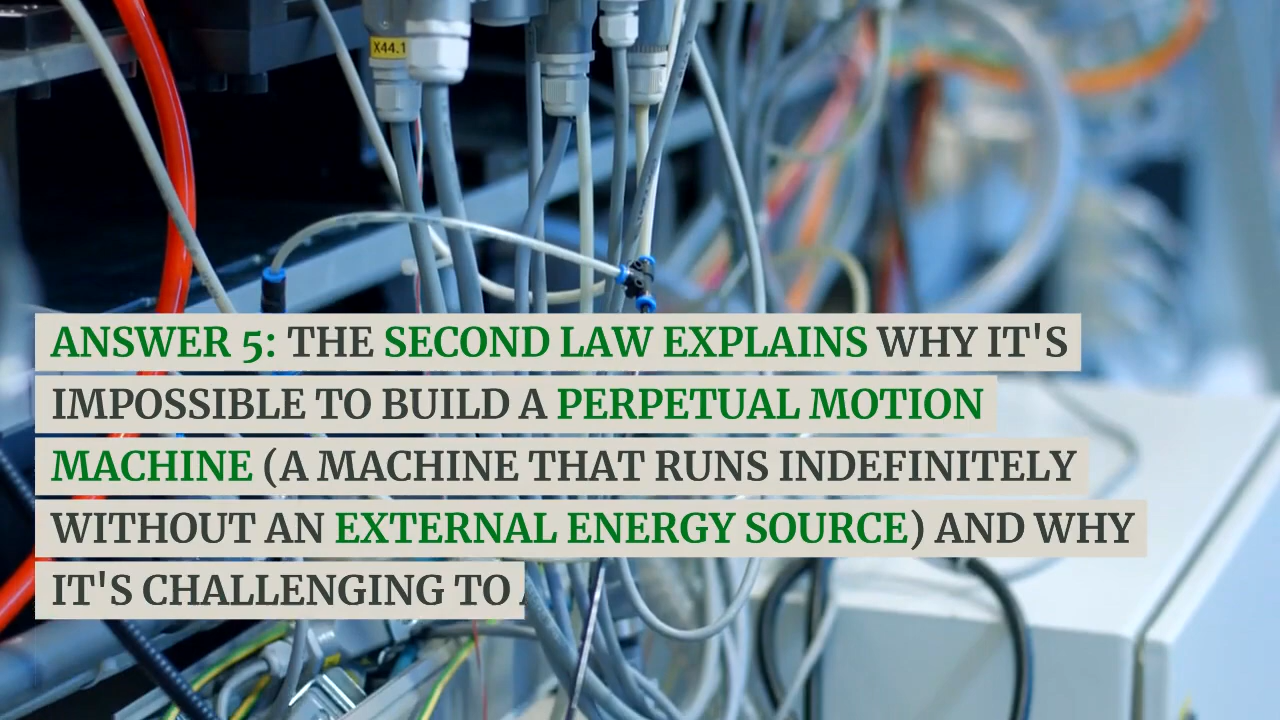 X44.1
ANSWER 5: THE SECOND LAW EXPLAINS WHY IT'S
IMPOSSIBLE TO BUILD A PERPETUAL MOTION
MACHINE (A MACHINE THAT RUNS INDEFINITELY
WITHOUT AN EXTERNAL ENERGY SOURCE) AND WHY
IT'S CHALLENGING TO